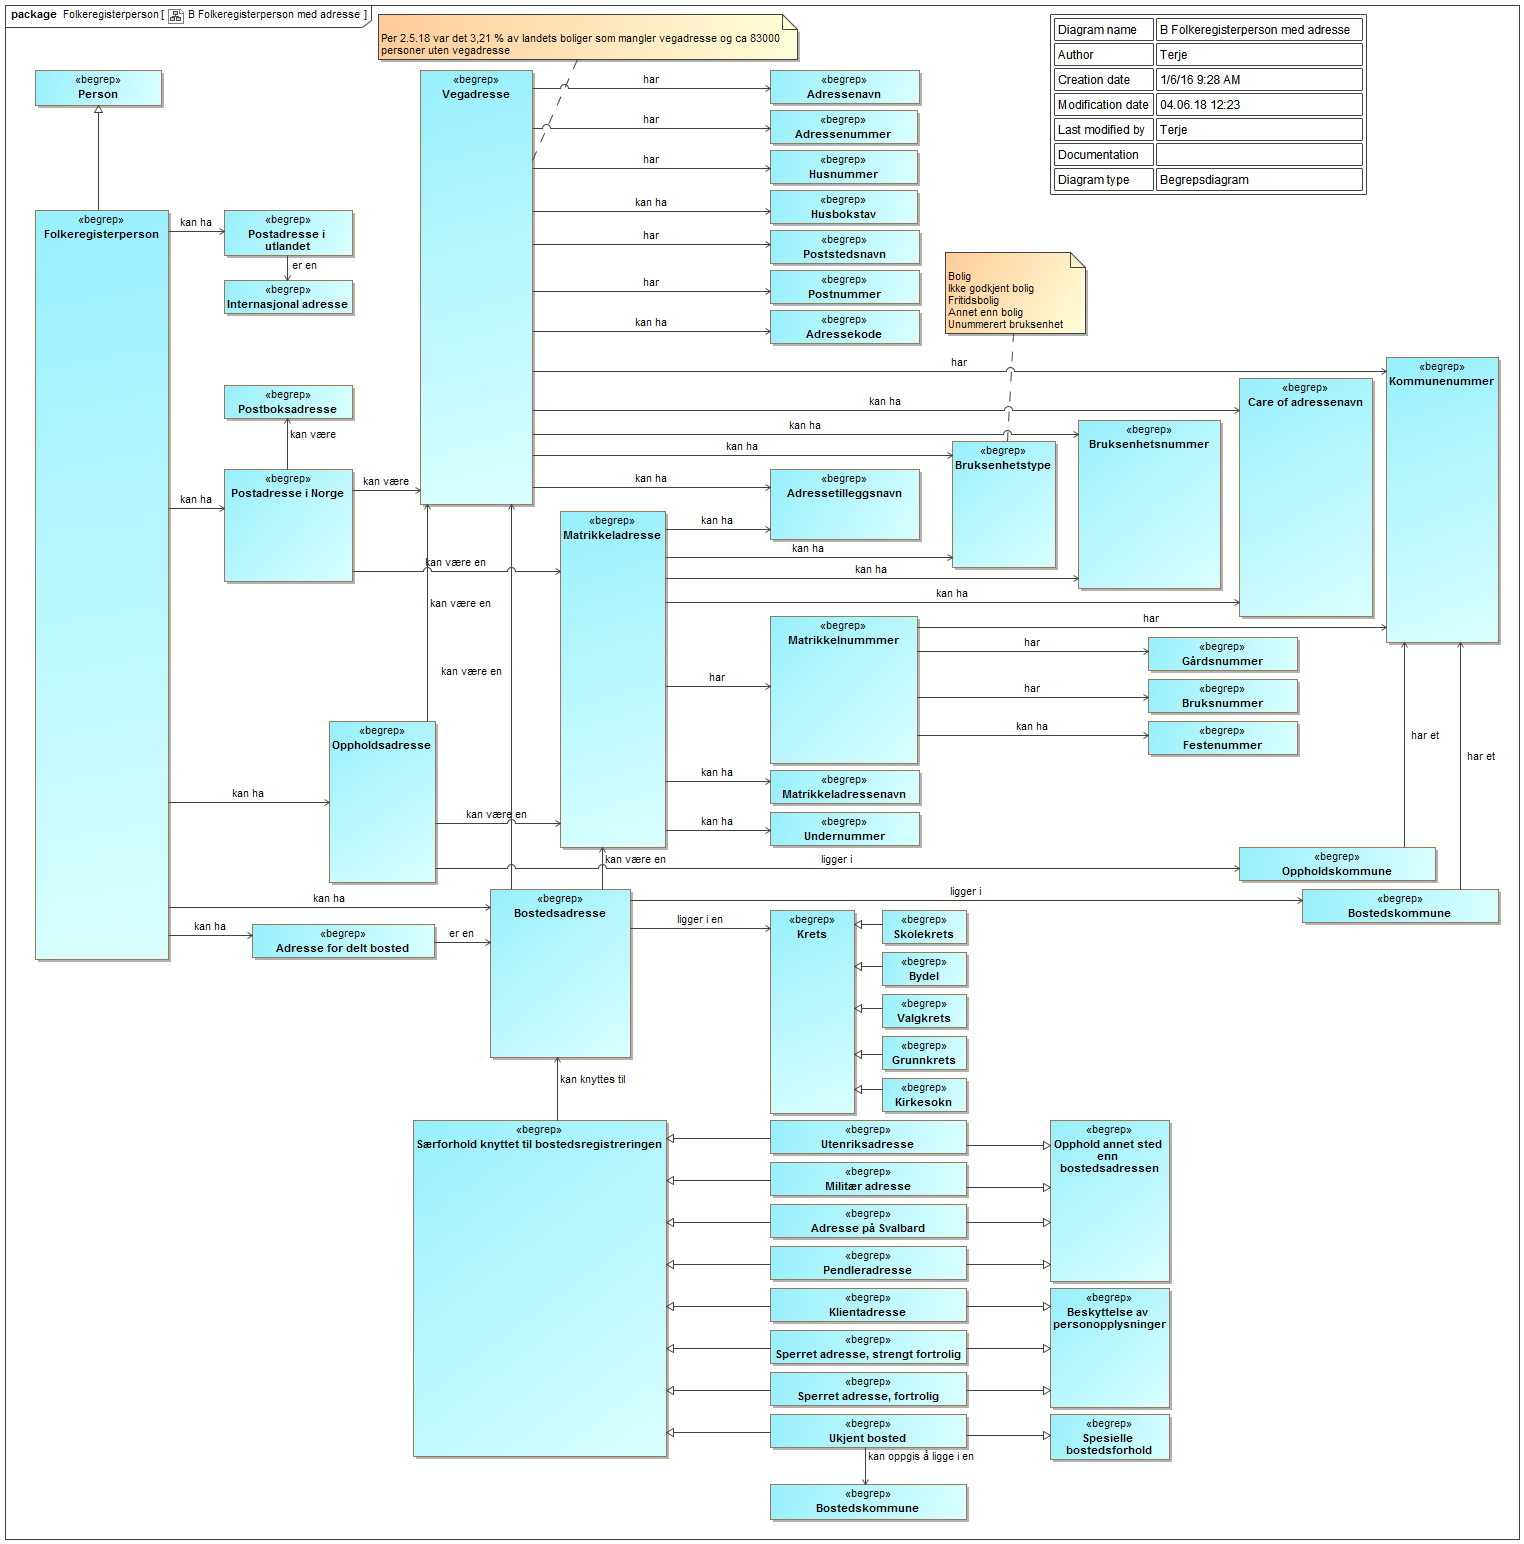 package Folkeregisterperson [ B Folkeregisterperson med adresse ]
Per 2.5.18 var det 3,21 % av landets boliger som mangler vegadresse og ca 83000
personer uten vegadresse
Diagram name B Folkeregisterperson med adresse
Author Terje
Creation date 1/6/16 9:28 AM
Modification date 04.06.18 12:23
Last modified by Terje
Documentation
Diagram type Begrepsdiagram
«begrep»
Person
«begrep»
Folkeregisterperson
kan ha
«begrep»
Postadresse i
utlandet
er en
«begrep»
Internasjonal adresse
«begrep»
Postboksadresse
kan være
kan ha
«begrep»
Postadresse i Norge
kan være
kan være en
«begrep»
Vegadresse
har
«begrep»
Adressenavn
har
«begrep»
Adressenummer
har
«begrep»
Husnummer
kan ha
«begrep»
Husbokstav
har
«begrep»
Poststedsnavn
har
«begrep»
Postnummer
kan ha
«begrep»
Adressekode
Bolig
Ikke godkjent bolig
Fritidsbolig
Annet enn bolig
Unummerert bruksenhet
har
«begrep»
Kommunenummer
kan ha
«begrep»
Care of adressenavn
kan ha
«begrep»
Bruksenhetsnummer
kan ha
«begrep»
Bruksenhetstype
kan ha
«begrep»
Adressetilleggsnavn
«begrep»
Matrikkeladresse
kan ha
kan ha
kan ha
kan ha
kan være en
kan være en
har
«begrep»
Matrikkelnummmer
har
har
«begrep»
Gårdsnummer
har
«begrep»
Bruksnummer
kan ha
«begrep»
Festenummer
kan ha
«begrep»
Matrikkeladressenavn
kan ha
«begrep»
Undernummer
kan ha
«begrep»
Oppholdsadresse
kan være en
kan være en
ligger i
«begrep»
Oppholdskommune
har et
har et
kan ha
«begrep»
Bostedsadresse
ligger i
«begrep»
Bostedskommune
kan ha
«begrep»
Adresse for delt bosted
er en
ligger i en
«begrep»
Krets
«begrep»
Skolekrets
«begrep»
Bydel
«begrep»
Valgkrets
«begrep»
Grunnkrets
«begrep»
Kirkesokn
kan knyttes til
«begrep»
Særforhold knyttet til bostedsregistreringen
«begrep»
Utenriksadresse
«begrep»
Militær adresse
«begrep»
Adresse på Svalbard
«begrep»
Pendleradresse
«begrep»
Klientadresse
«begrep»
Sperret adresse, strengt fortrolig
«begrep»
Sperret adresse, fortrolig
«begrep»
Ukjent bosted
«begrep»
Opphold annet sted
enn
bostedsadressen
«begrep»
Beskyttelse av
personopplysninger
«begrep»
Spesielle
bostedsforhold
kan oppgis å ligge i en
«begrep»
Bostedskommune